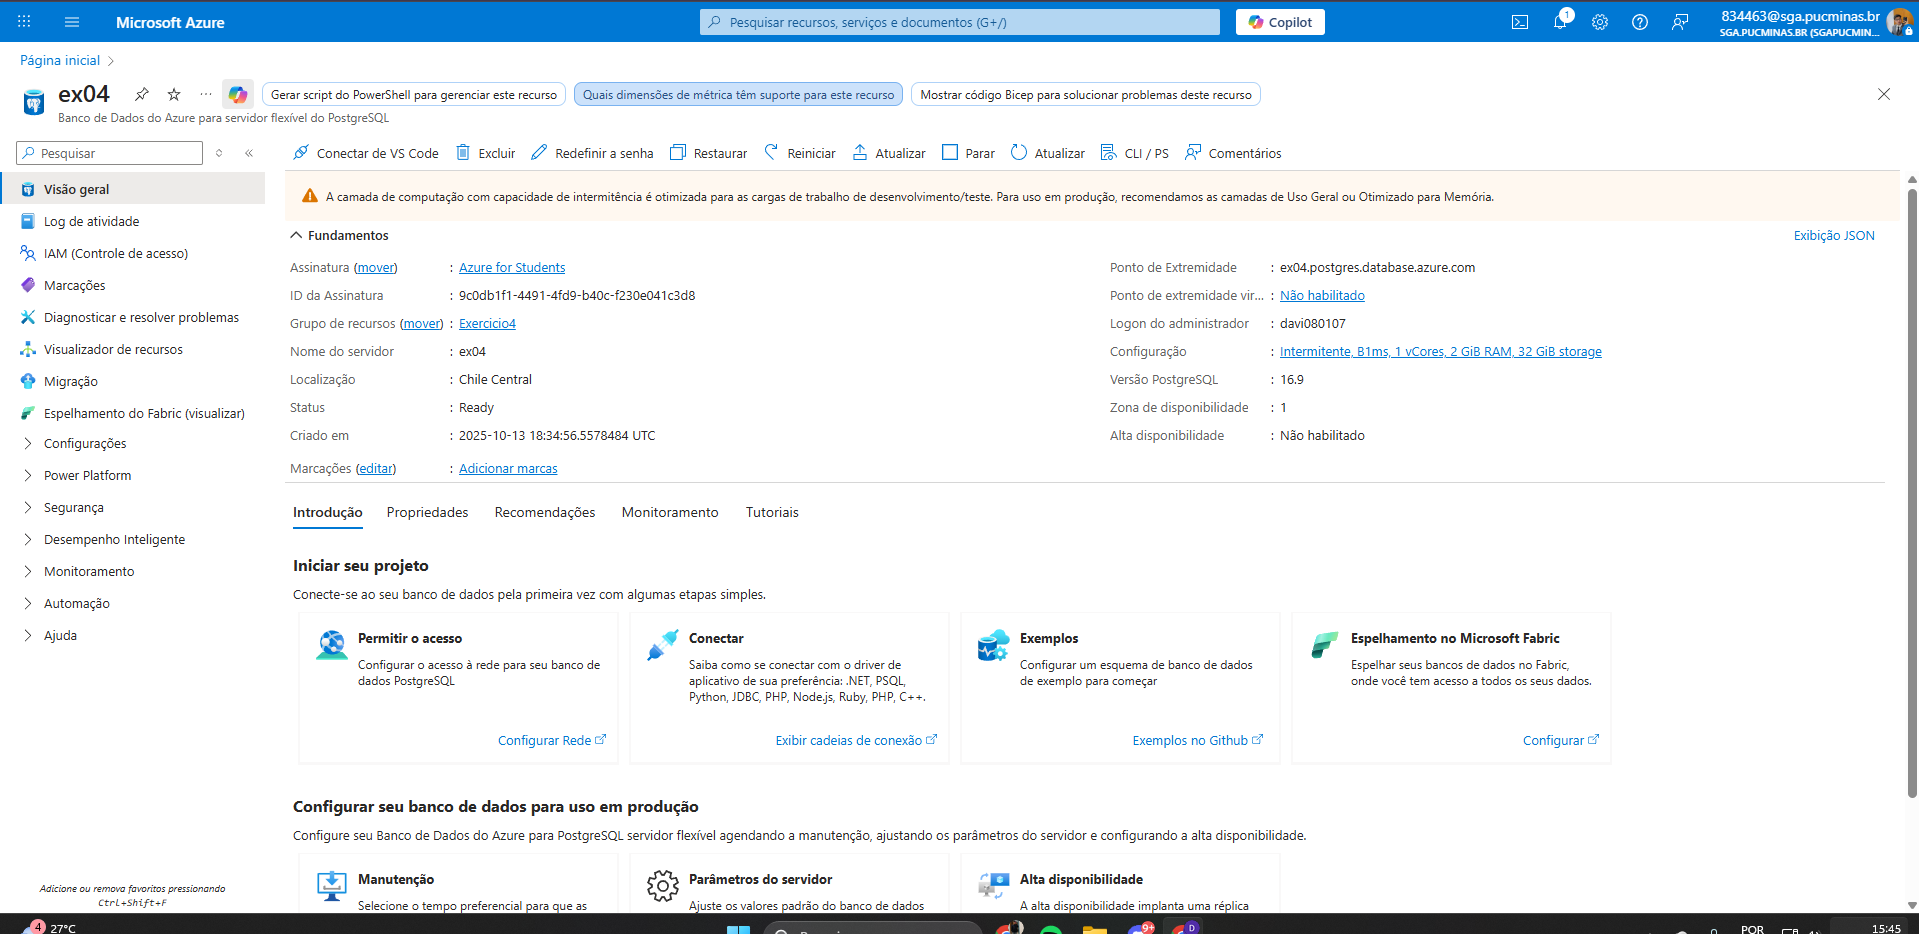 Microsoft Azure
Pesquisar recursos, serviços e documentos (G+/)
Copilot
1
834463@sga.pucminas.br
SGA.PUCMINAS.BR (SGAPUCMIN...
Página inicial
ex04
Gerar script do PowerShell para gerenciar este recurso
Quais dimensões de métrica têm suporte para este recurso
Mostrar código Bicep para solucionar problemas deste recurso
Banco de Dados do Azure para servidor flexível do PostgreSQL
Pesquisar
Conectar de VS Code
Excluir
Redefinir a senha
Restaurar
Reiniciar
Atualizar
Parar
Atualizar
CLI / PS
Comentários
Visão geral
Log de atividade
IAM (Controle de acesso)
Marcações
Diagnosticar e resolver problemas
Visualizador de recursos
Migração
Espelhamento do Fabric (visualizar)
Configurações
Power Platform
Segurança
Desempenho Inteligente
Monitoramento
Automação
Ajuda
Adicione ou remova favoritos pressionando
Ctrl+Shift+F
A camada de computação com capacidade de intermitência é otimizada para as cargas de trabalho de desenvolvimento/teste. Para uso em produção, recomendamos as camadas de Uso Geral ou Otimizado para Memória.
Fundamentos
Exibição JSON
Assinatura (mover) : Azure for Students
ID da Assinatura : 9c0db1f1-4491-4fd9-b40c-f230e041c3d8
Grupo de recursos (mover) : Exercicio4
Nome do servidor : ex04
Localização : Chile Central
Status : Ready
Criado em : 2025-10-13 18:34:56.5578484 UTC
Marcações (editar) : Adicionar marcas
Ponto de Extremidade : ex04.postgres.database.azure.com
Ponto de extremidade vir... : Não habilitado
Logon do administrador : davi080107
Configuração : Intermitente, B1ms, 1 vCores, 2 GiB RAM, 32 GiB storage
Versão PostgreSQL : 16.9
Zona de disponibilidade : 1
Alta disponibilidade : Não habilitado
Introdução
Propriedades
Recomendações
Monitoramento
Tutoriais
Iniciar seu projeto
Conecte-se ao seu banco de dados pela primeira vez com algumas etapas simples.
Permitir o acesso
Configurar o acesso à rede para seu banco de
dados PostgreSQL
Configurar Rede
Conectar
Saiba como se conectar com o driver de
aplicativo de sua preferência: .NET, PSQL,
Python, JDBC, PHP, Node.js, Ruby, PHP, C++.
Exibir cadeias de conexão
Exemplos
Configurar um esquema de banco de dados
de exemplo para começar
Exemplos no Github
Espelhamento no Microsoft Fabric
Espelhar seus bancos de dados no Fabric,
onde você tem acesso a todos os seus dados.
Configurar
Configurar seu banco de dados para uso em produção
Configure seu Banco de Dados do Azure para PostgreSQL servidor flexível agendando a manutenção, ajustando os parâmetros do servidor e configurando a alta disponibilidade.
Manutenção
Selecione o tempo preferencial para que as
Parâmetros do servidor
Ajuste os valores padrão do banco de dados
Alta disponibilidade
A alta disponibilidade implanta uma réplica
4
27°C
9+
D
POR
15:45